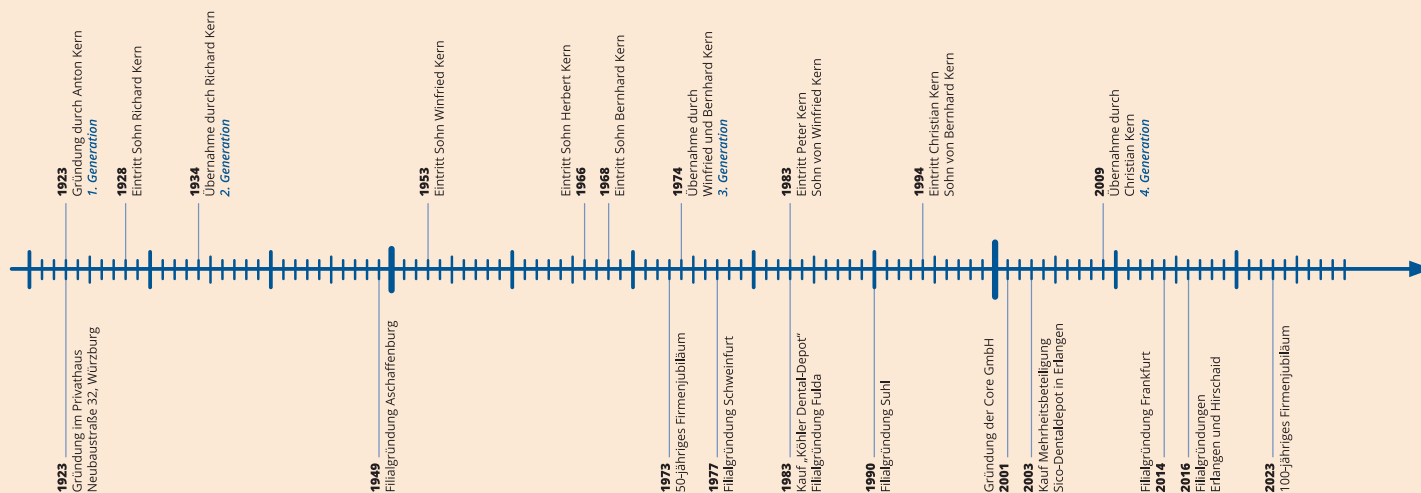 1923
Gründung durch Anton Kern
1. Generation
1928
Eintritt Sohn Richard Kern
1934
Übernahme durch Richard Kern
2. Generation
1953
Eintritt Sohn Winfried Kern
Eintritt Sohn Herbert Kern
1966
1968
Eintritt Sohn Bernhard Kern
1974
Übernahme durch
Winfried und Bernhard Kern
3. Generation
1983
Eintritt Peter Kern
Sohn von Winfried Kern
1994
Eintritt Christian Kern
Sohn von Bernhard Kern
2009
Übernahme durch
Christian Kern
4. Generation
1923
Gründung im Privathaus
Neubaustraße 32, Würzburg
1949
Filialgründung Aschaffenburg
1973
50-jähriges Firmenjubiläum
1977
Filialgründung Schweinfurt
1983
Kauf „Köhler Dental-Depot“
Filialgründung Fulda
1990
Filialgründung Suhl
Gründung der Core GmbH
2001
2003
Kauf Mehrheitsbeteiligung
Sico-Dentaldepot in Erlangen
Filialgründung Frankfurt
2014
2016
Filialgründungen
Erlangen und Hirschaid
2023
100-jähriges Firmenjubiläum